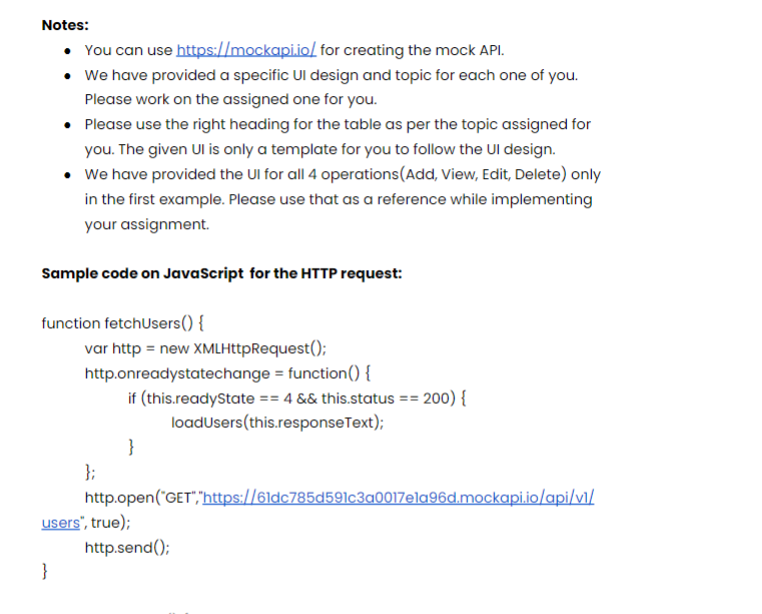 Notes:
● You can use https://mockapi.io/ for creating the mock API.
● We have provided a specific UI design and topic for each one of you.
Please work on the assigned one for you.
● Please use the right heading for the table as per the topic assigned for
you. The given UI is only a template for you to follow the UI design.
● We have provided the UI for all 4 operations(Add, View, Edit, Delete) only
in the first example. Please use that as a reference while implementing
your assignment.
Sample code on JavaScript for the HTTP request:
function fetchUsers() {
var http = new XMLHttpRequest();
http.onreadystatechange = function() {
if (this.readyState == 4 && this.status == 200) {
loadUsers(this.responseText);
}
};
http.open("GET","https://61dc785d591c3a0017e1a96d.mockapi.io/api/v1/
users", true);
http.send();
}